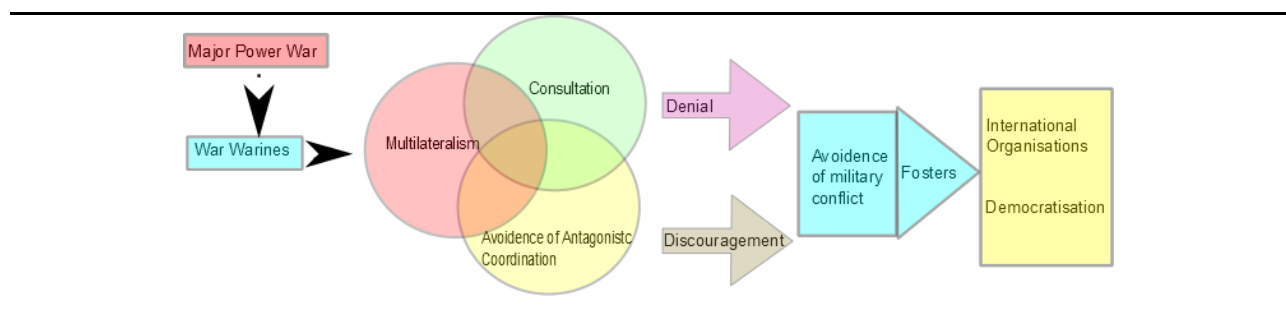 Major Power War
War Warines
Multilateralism
Consultation
Avoidence of Antagonistc
Coordination
Denial
Discouragement
Avoidence
of military
conflict
Fosters
International
Organisations
Democratisation